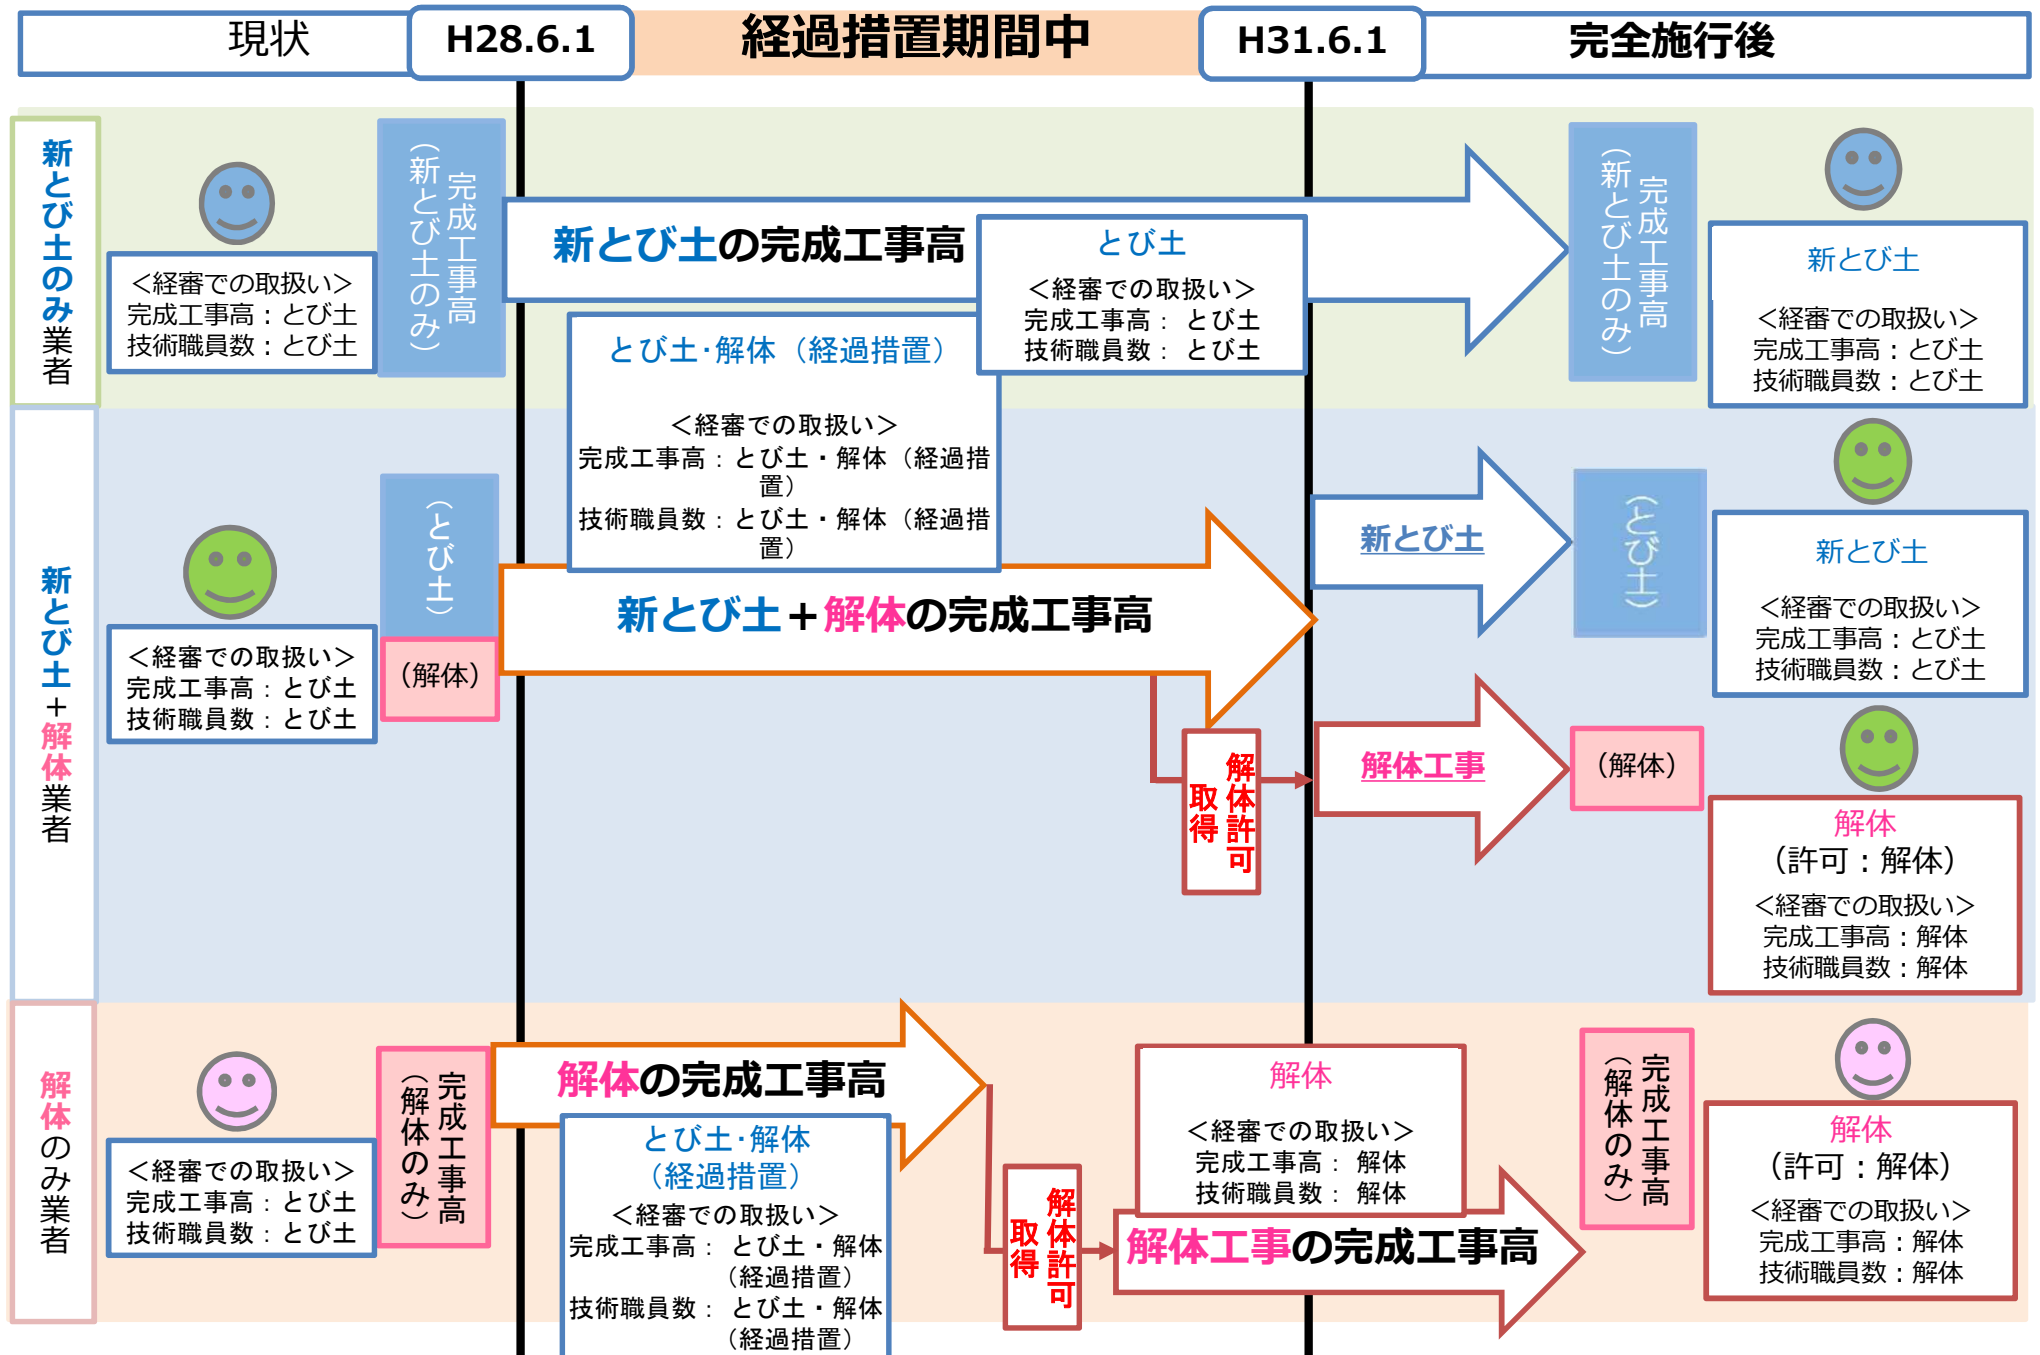 現状
H28.6.1
経過措置期間中
H31.6.1
完全施行後
新とび土のみ業者
<経審での取扱い>
完成工事高：とび土
技術職員数：とび土
完成工事高
（新とび土のみ）
新とび土の完成工事高
とび土
<経審での取扱い>
完成工事高： とび土
技術職員数： とび土
とび土･解体（経過措置）
<経審での取扱い>
完成工事高：とび土・解体（経過措
置）
技術職員数：とび土・解体（経過措
置）
完成工事高
（新とび土のみ）
新とび土
<経審での取扱い>
完成工事高：とび土
技術職員数：とび土
新とび土＋解体業者
<経審での取扱い>
完成工事高：とび土
技術職員数：とび土
（とび土）
（解体）
新とび土＋解体の完成工事高
解体許可
取得
新とび土
解体工事
（とび土）
（解体）
新とび土
<経審での取扱い>
完成工事高：とび土
技術職員数：とび土
解体
（許可：解体）
<経審での取扱い>
完成工事高：解体
技術職員数：解体
解体のみ業者
<経審での取扱い>
完成工事高：とび土
技術職員数：とび土
完成工事高
（解体のみ）
解体の完成工事高
とび土･解体
（経過措置）
<経審での取扱い>
完成工事高： とび土・解体
（経過措置）
技術職員数： とび土・解体
（経過措置）
解体許可
取得
解体
<経審での取扱い>
完成工事高： 解体
技術職員数： 解体
解体工事の完成工事高
完成工事高
（解体のみ）
解体
（許可：解体）
<経審での取扱い>
完成工事高：解体
技術職員数：解体